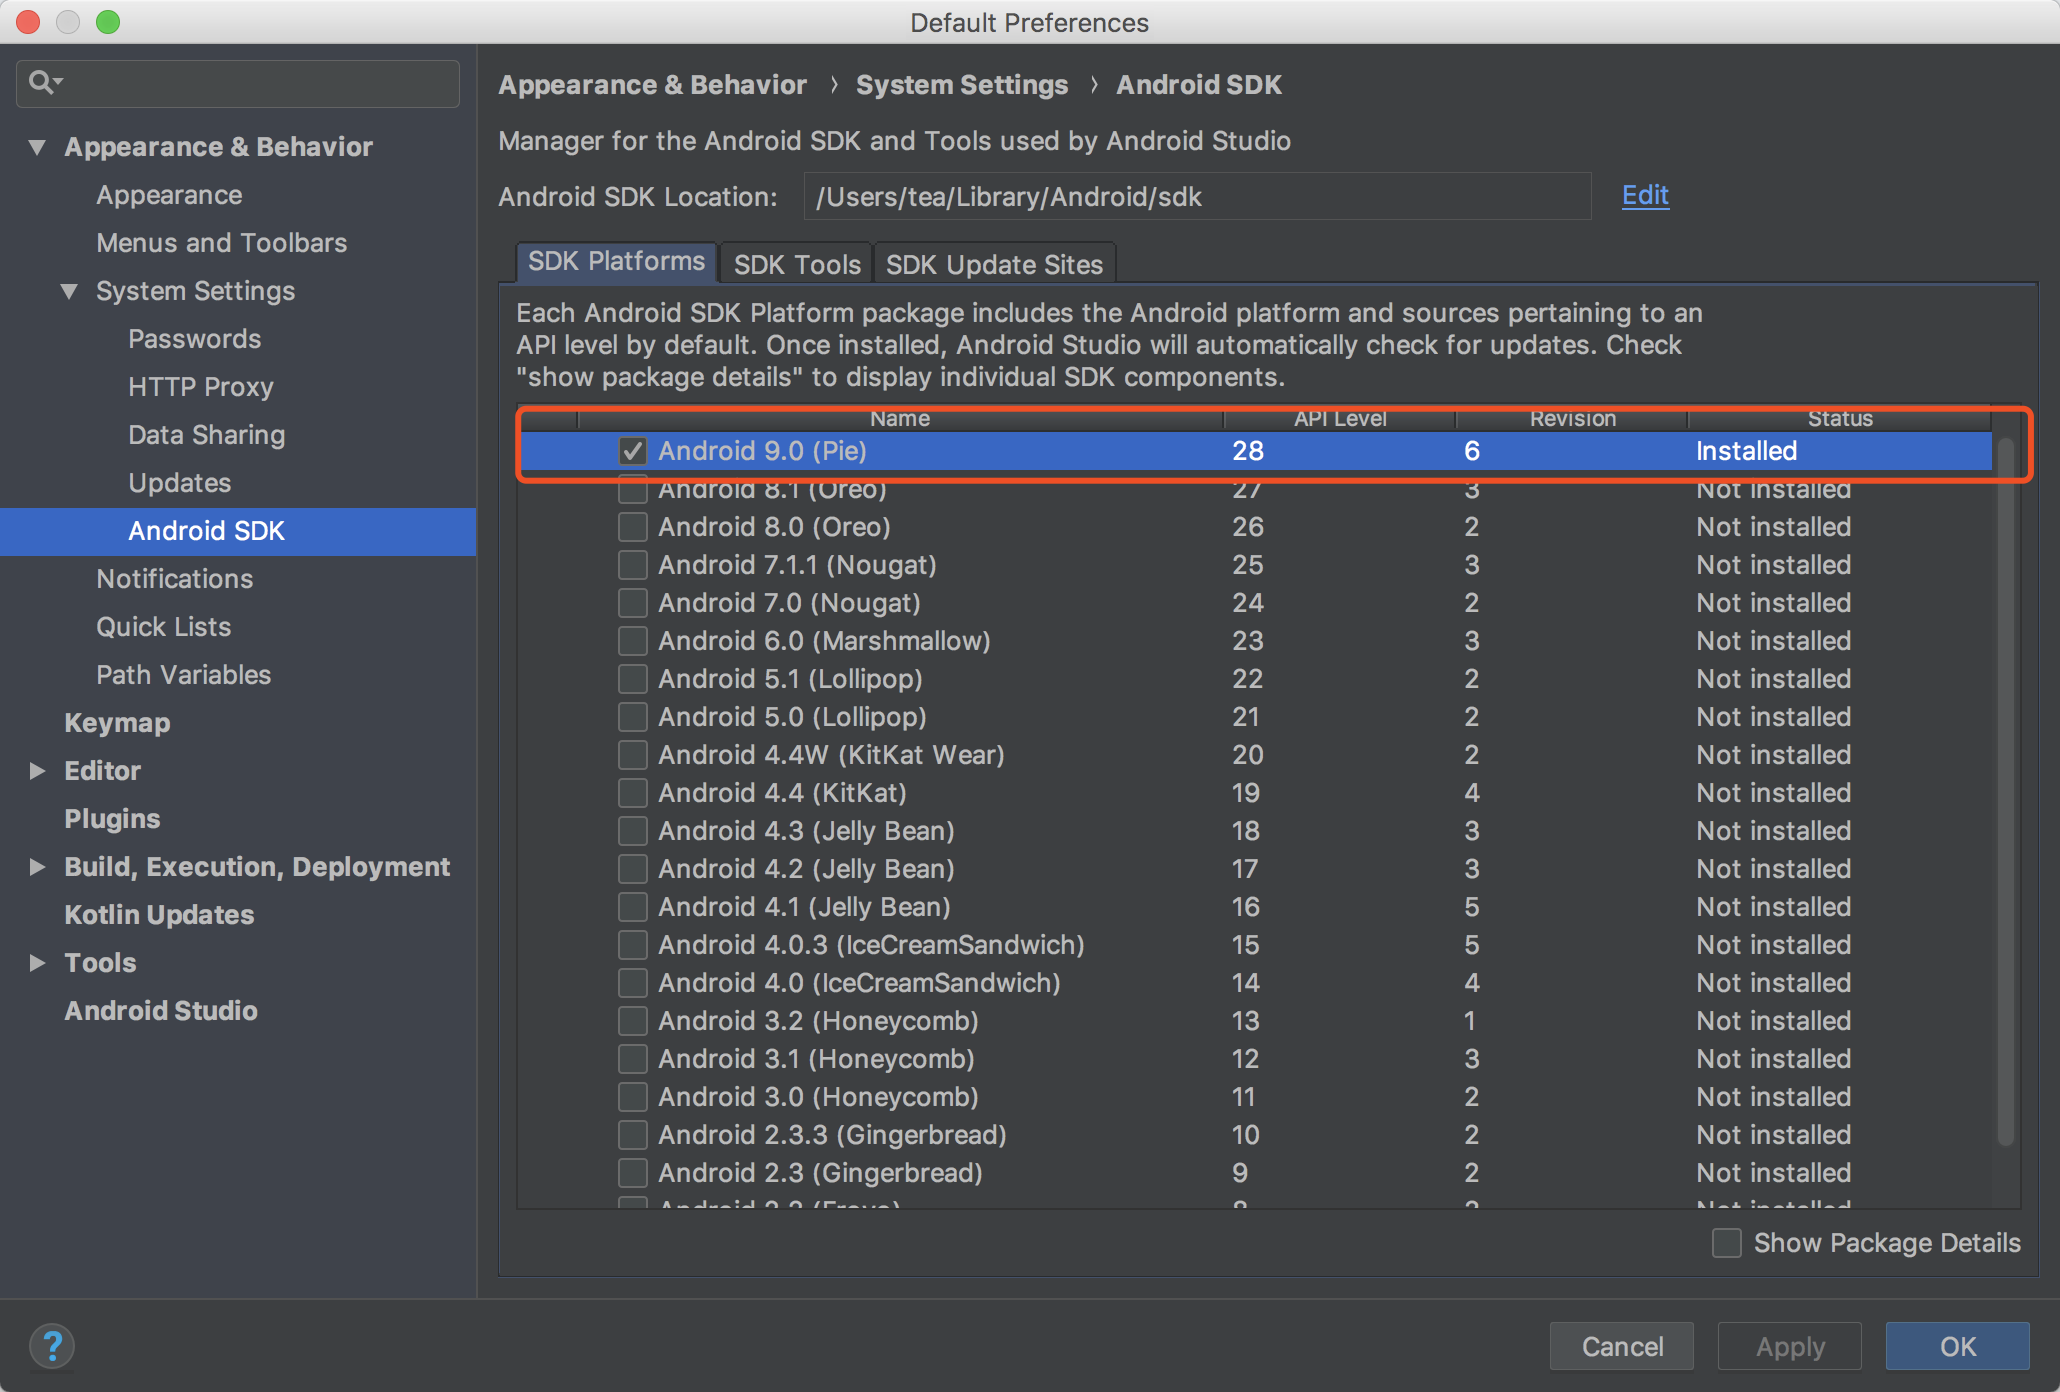 Default Preferences
Appearance & Behavior
Appearance
Menus and Toolbars
System Settings
Passwords
HTTP Proxy
Data Sharing
Updates
Android SDK
Notifications
Quick Lists
Path Variables
Keymap
Editor
Plugins
Build, Execution, Deployment
Kotlin Updates
Tools
Android Studio
Appearance & Behavior › System Settings › Android SDK
Manager for the Android SDK and Tools used by Android Studio
Android SDK Location: /Users/tea/Library/Android/sdk Edit
SDK Platforms SDK Tools SDK Update Sites
Each Android SDK Platform package includes the Android platform and sources pertaining to an
API level by default. Once installed, Android Studio will automatically check for updates. Check
"show package details" to display individual SDK components.
Name API Level Revision Status
Android 9.0 (Pie) 28 6 Installed
Android 8.1 (Oreo) 27 3 Not installed
Android 8.0 (Oreo) 26 2 Not installed
Android 7.1.1 (Nougat) 25 3 Not installed
Android 7.0 (Nougat) 24 2 Not installed
Android 6.0 (Marshmallow) 23 3 Not installed
Android 5.1 (Lollipop) 22 2 Not installed
Android 5.0 (Lollipop) 21 2 Not installed
Android 4.4W (KitKat Wear) 20 2 Not installed
Android 4.4 (KitKat) 19 4 Not installed
Android 4.3 (Jelly Bean) 18 3 Not installed
Android 4.2 (Jelly Bean) 17 3 Not installed
Android 4.1 (Jelly Bean) 16 5 Not installed
Android 4.0.3 (IceCreamSandwich) 15 5 Not installed
Android 4.0 (IceCreamSandwich) 14 4 Not installed
Android 3.2 (Honeycomb) 13 1 Not installed
Android 3.1 (Honeycomb) 12 3 Not installed
Android 3.0 (Honeycomb) 11 2 Not installed
Android 2.3.3 (Gingerbread) 10 2 Not installed
Android 2.3 (Gingerbread) 9 2 Not installed
Show Package Details
? Cancel Apply OK